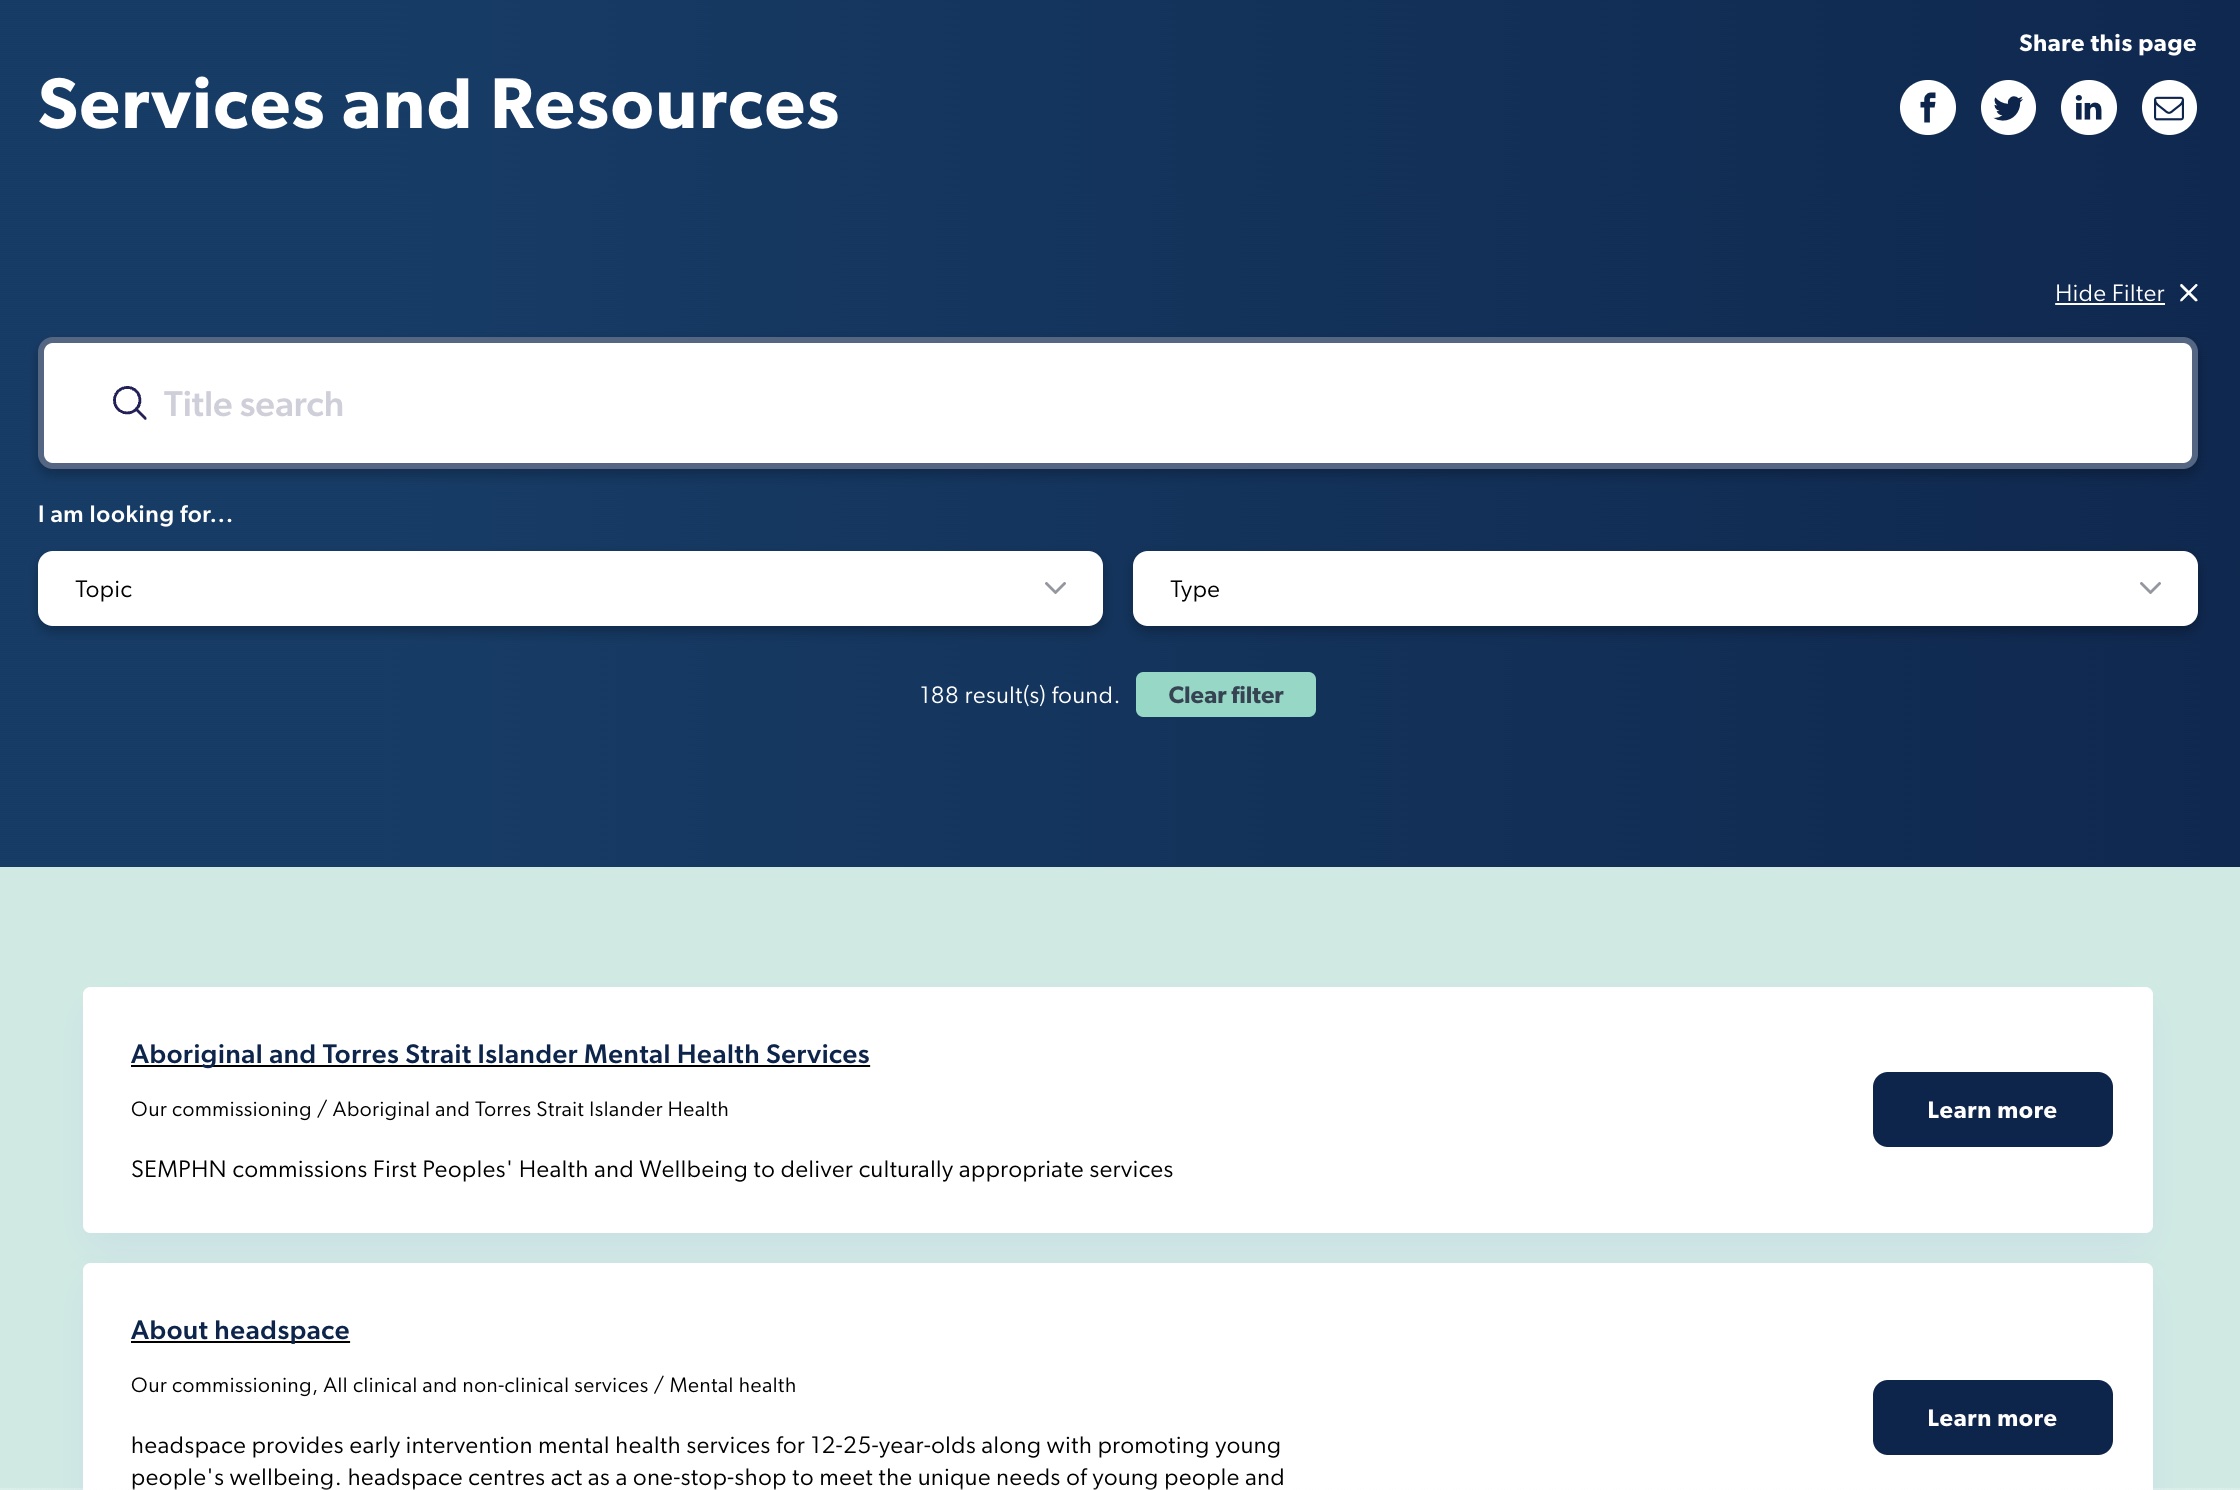 Share this page
Services and Resources
Hide Filter
Title search
I am looking for...
Topic
Type
188 result(s) found.
Clear filter
Aboriginal and Torres Strait Islander Mental Health Services
Our commissioning / Aboriginal and Torres Strait Islander Health
SEMPHN commissions First Peoples' Health and Wellbeing to deliver culturally appropriate services
Learn more
About headspace
Our commissioning, All clinical and non-clinical services / Mental health
headspace provides early intervention mental health services for 12-25-year-olds along with promoting young
people's wellbeing. headspace centres act as a one-stop-shop to meet the unique needs of young people and
Learn more